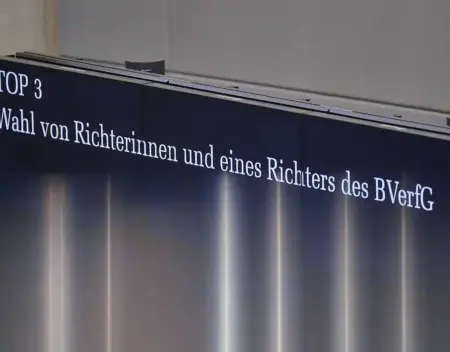 TOP 3
Wahl von Richterinnen und eines Richters des BVerfG